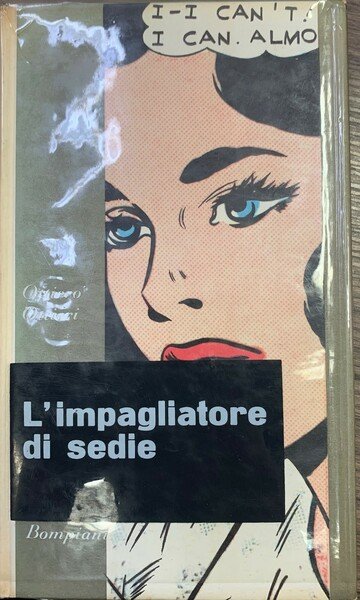 I-I CAN'T.
I CAN. ALMO
Ottiero
Ottieri
L'impagliatore
di sedie
Bompiani